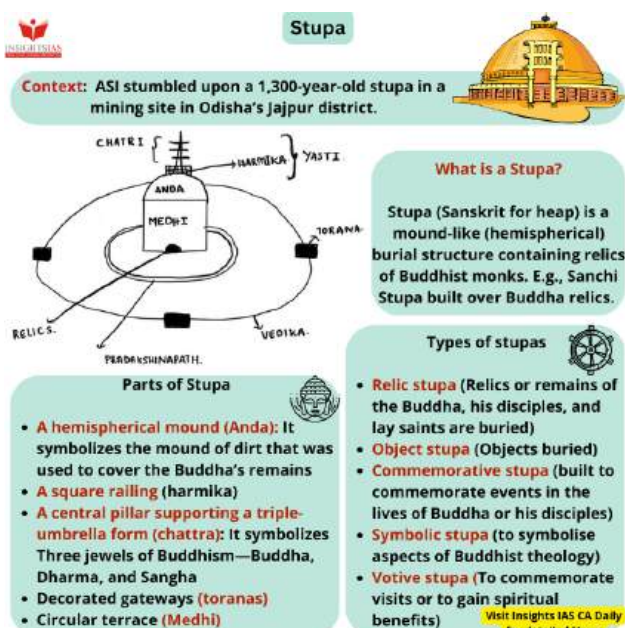 INSIGHTSIAS
Stupa
Context: ASI stumbled upon a 1,300-year-old stupa in a
mining site in Odisha's Jajpur district.
CHATRI
HARMIKA
YASTI
ANDA
MEDHI
TORANA
RELICS.
PRADAKSHINAPATH.
VEDIKA.
What is a Stupa?
Stupa (Sanskrit for heap) is a
mound-like (hemispherical)
burial structure containing relics
of Buddhist monks. E.g., Sanchi
Stupa built over Buddha relics.
Parts of Stupa
• A hemispherical mound (Anda): It
symbolizes the mound of dirt that was
used to cover the Buddha's remains
• A square railing (harmika)
• A central pillar supporting a triple-
umbrella form (chattra): It symbolizes
Three jewels of Buddhism—Buddha,
Dharma, and Sangha
• Decorated gateways (toranas)
• Circular terrace (Medhi)
Types of stupas
• Relic stupa (Relics or remains of
the Buddha, his disciples, and
lay saints are buried)
• Object stupa (Objects buried)
• Commemorative stupa (built to
commemorate events in the
lives of Buddha or his disciples)
• Symbolic stupa (to symbolise
aspects of Buddhist theology)
• Votive stupa (To commemorate
visits or to gain spiritual
benefits)
Visit Insights IAS CA Daily